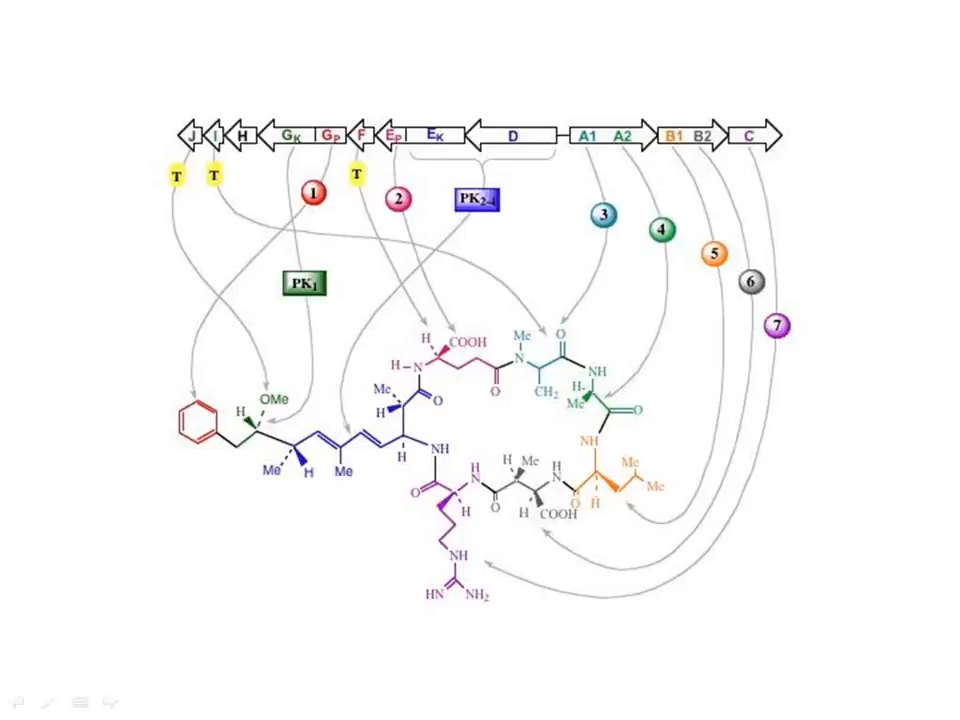 J I H GK GP F EP EK D A1 A2 B1 B2 C
T T 1 T 2 PK2-4 3 4 5 6 7
PK1
H COOH Me O
H N N NH
O CH2 H
Me Me O
OMe H O
H NH
NH H Me H Me
Me H Me H N N Me
O O H COOH O H
H
NH
HN NH2